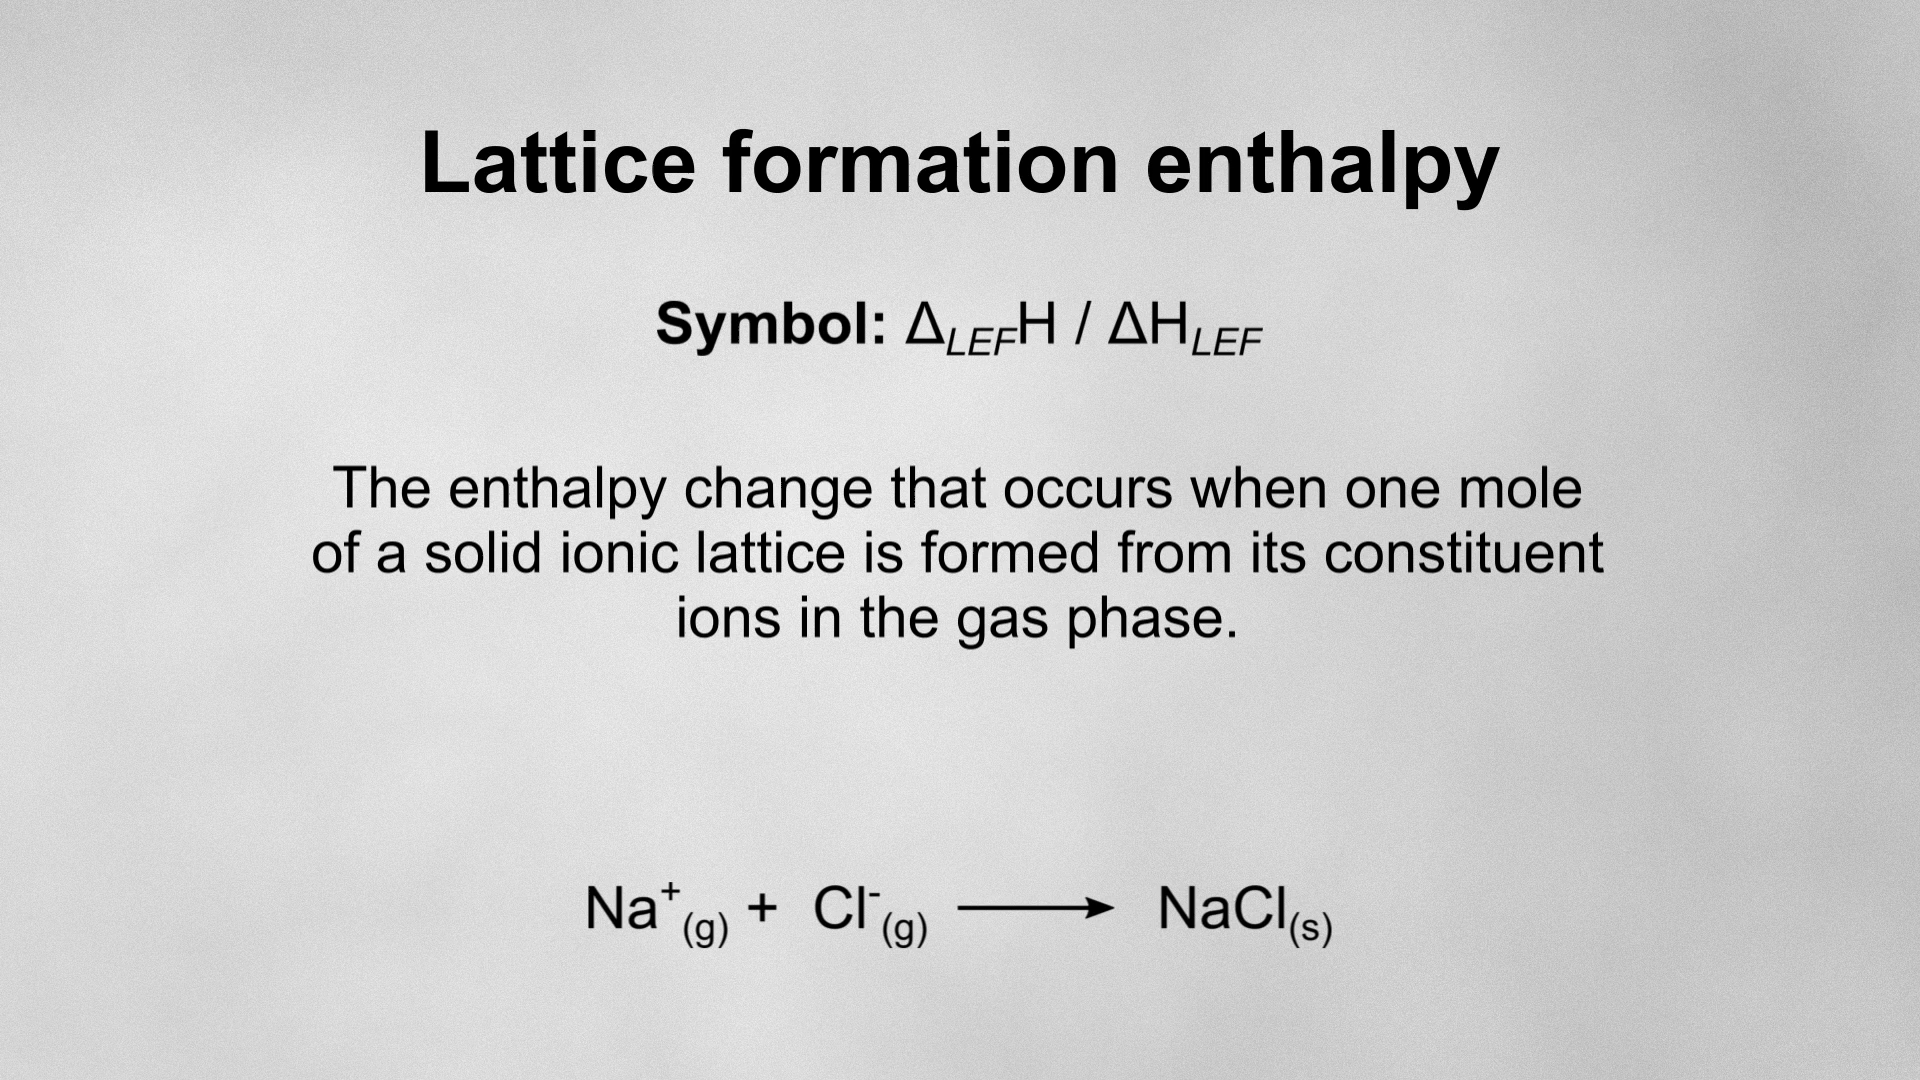 Lattice formation enthalpy
Symbol: Δ_LEF H / ΔH_LEF
The enthalpy change that occurs when one mole
of a solid ionic lattice is formed from its constituent
ions in the gas phase.
Na⁺(g) + Cl⁻(g) ⟶ NaCl(s)